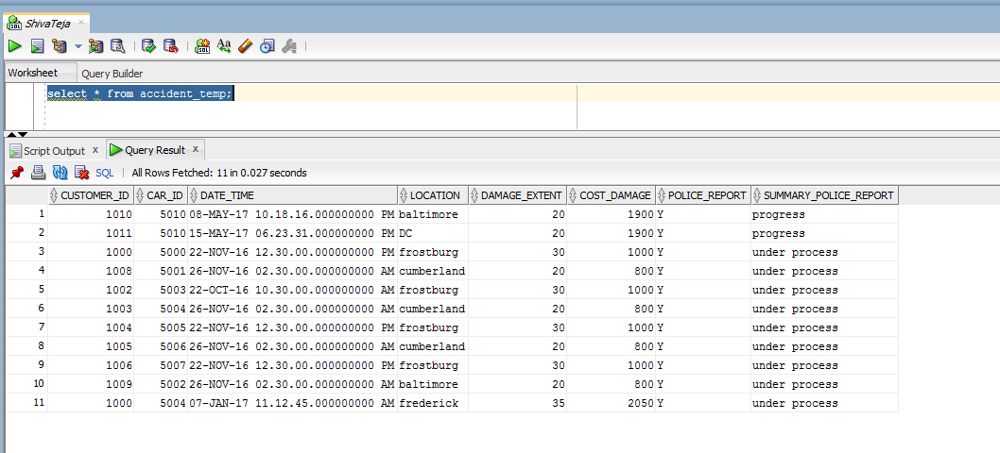 ShivaTeja
Worksheet Query Builder
select * from accident_temp;
Script Output x Query Result x
SQL All Rows Fetched: 11 in 0.027 seconds
CUSTOMER_ID CAR_ID DATE_TIME LOCATION DAMAGE_EXTENT COST_DAMAGE POLICE_REPORT SUMMARY_POLICE_REPORT
1 1010 5010 08-MAY-17 10.18.16.000000000 PM baltimore 20 1900 Y progress
2 1011 5010 15-MAY-17 06.23.31.000000000 PM DC 20 1900 Y progress
3 1000 5000 22-NOV-16 12.30.00.000000000 PM frostburg 30 1000 Y under process
4 1008 5001 26-NOV-16 02.30.00.000000000 AM cumberland 20 800 Y under process
5 1002 5003 22-OCT-16 10.30.00.000000000 AM frostburg 30 1000 Y under process
6 1003 5004 26-NOV-16 02.30.00.000000000 AM cumberland 20 800 Y under process
7 1004 5005 22-NOV-16 12.30.00.000000000 PM frostburg 30 1000 Y under process
8 1005 5006 26-NOV-16 02.30.00.000000000 AM cumberland 20 800 Y under process
9 1006 5007 22-NOV-16 12.30.00.000000000 PM frostburg 30 1000 Y under process
10 1009 5002 26-NOV-16 02.30.00.000000000 AM baltimore 20 800 Y under process
11 1000 5004 07-JAN-17 11.12.45.000000000 AM frederick 35 2050 Y under process